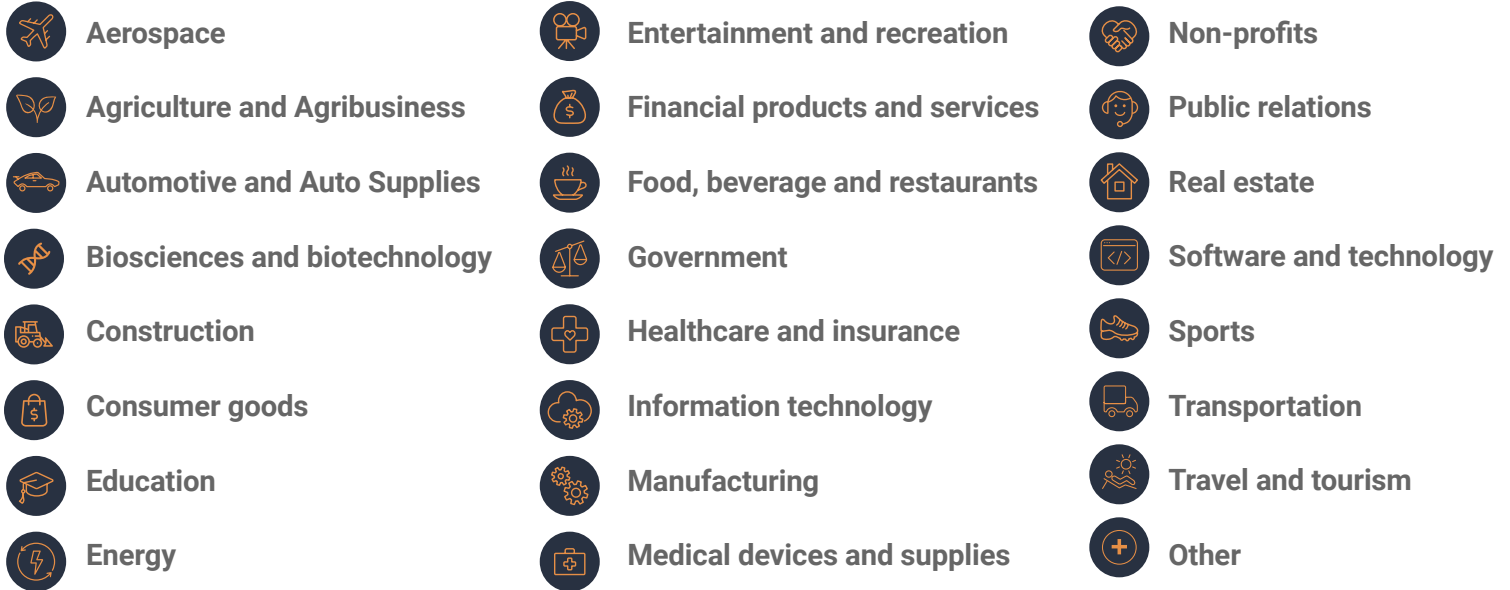 Aerospace
Agriculture and Agribusiness
Automotive and Auto Supplies
Biosciences and biotechnology
Construction
Consumer goods
Education
Energy
Entertainment and recreation
Financial products and services
Food, beverage and restaurants
Government
Healthcare and insurance
Information technology
Manufacturing
Medical devices and supplies
Non-profits
Public relations
Real estate
Software and technology
Sports
Transportation
Travel and tourism
Other